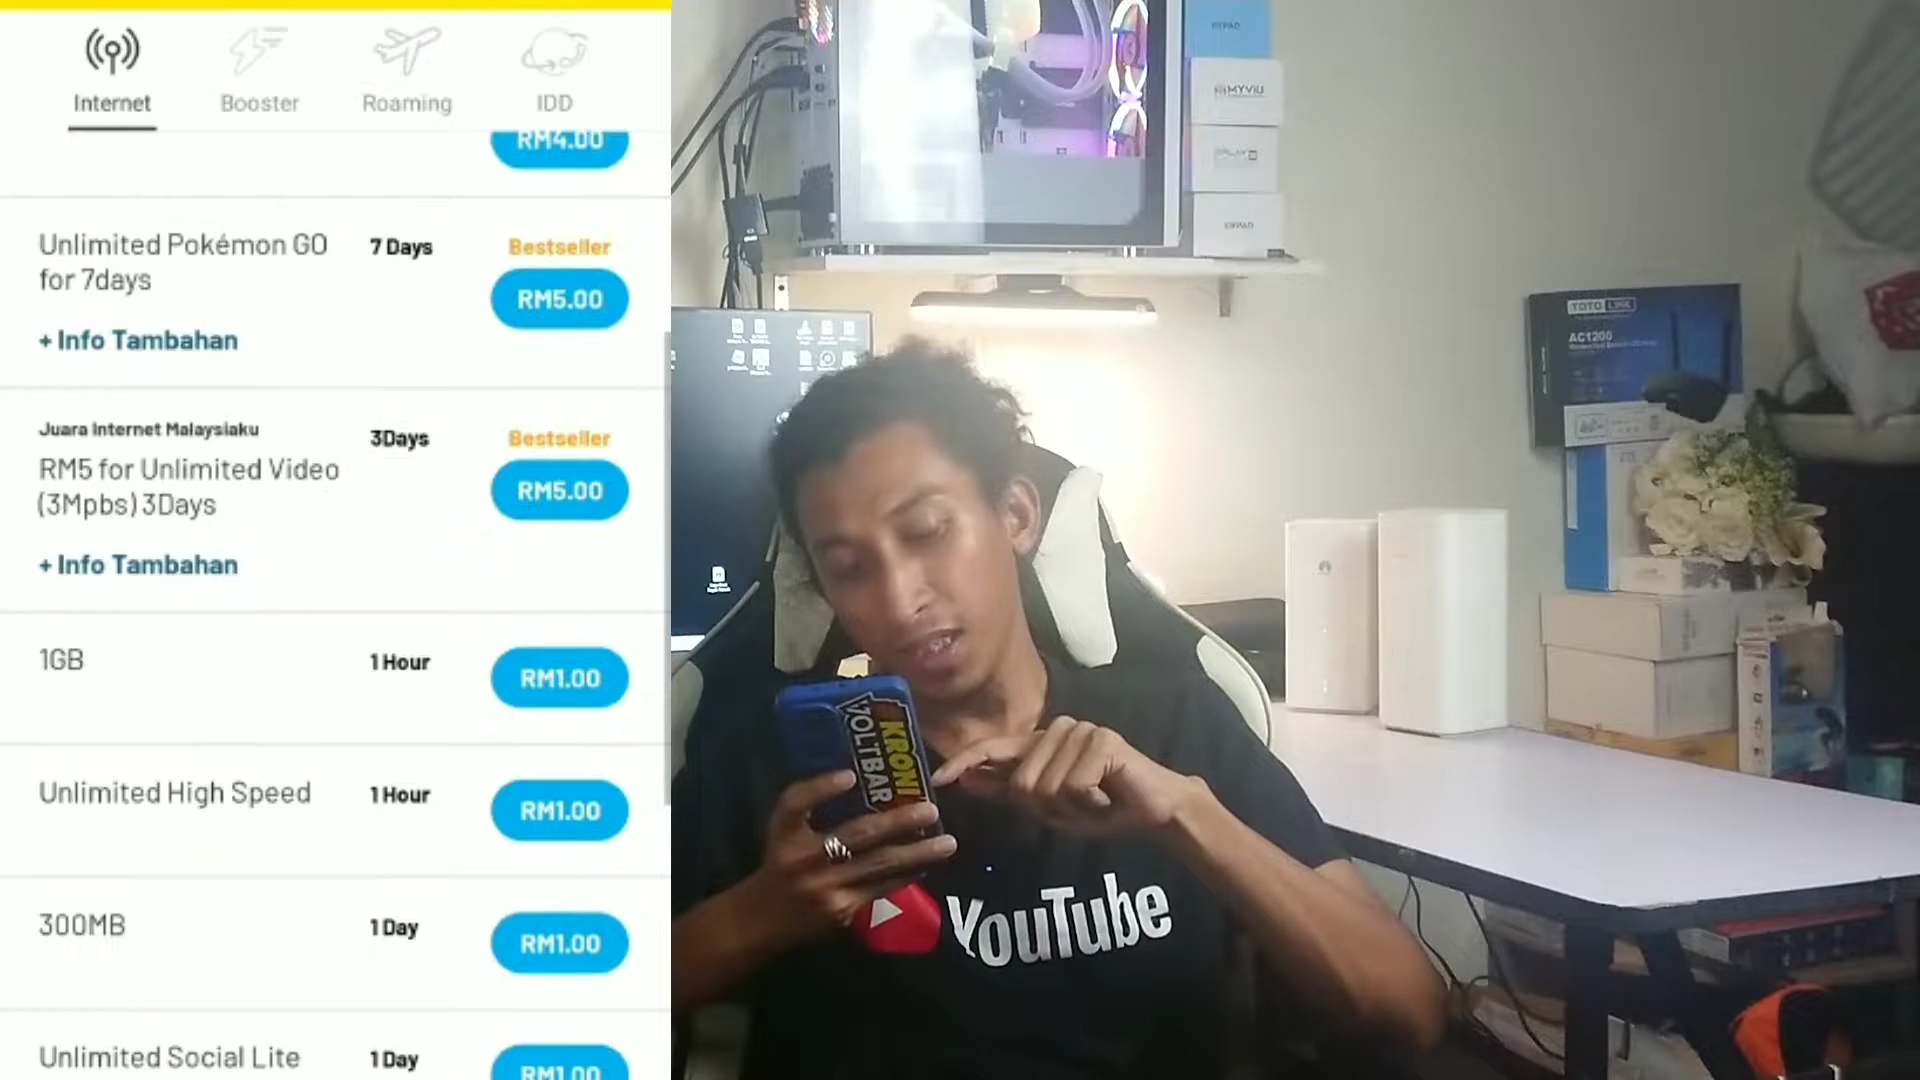 Internet
Booster
Roaming
IDD
RM4.00
Unlimited Pokémon GO
for 7days
7 Days
Bestseller
RM5.00
+ Info Tambahan
Juara Internet Malaysiaku
RM5 for Unlimited Video
(3Mpbs) 3Days
3Days
Bestseller
RM5.00
+ Info Tambahan
1GB
1 Hour
RM1.00
Unlimited High Speed
1 Hour
RM1.00
300MB
1 Day
RM1.00
Unlimited Social Lite
1 Day
RM1.00
MYVIU
TOTO LINK
AC1200
KRONI
VOLTBAR
YouTube